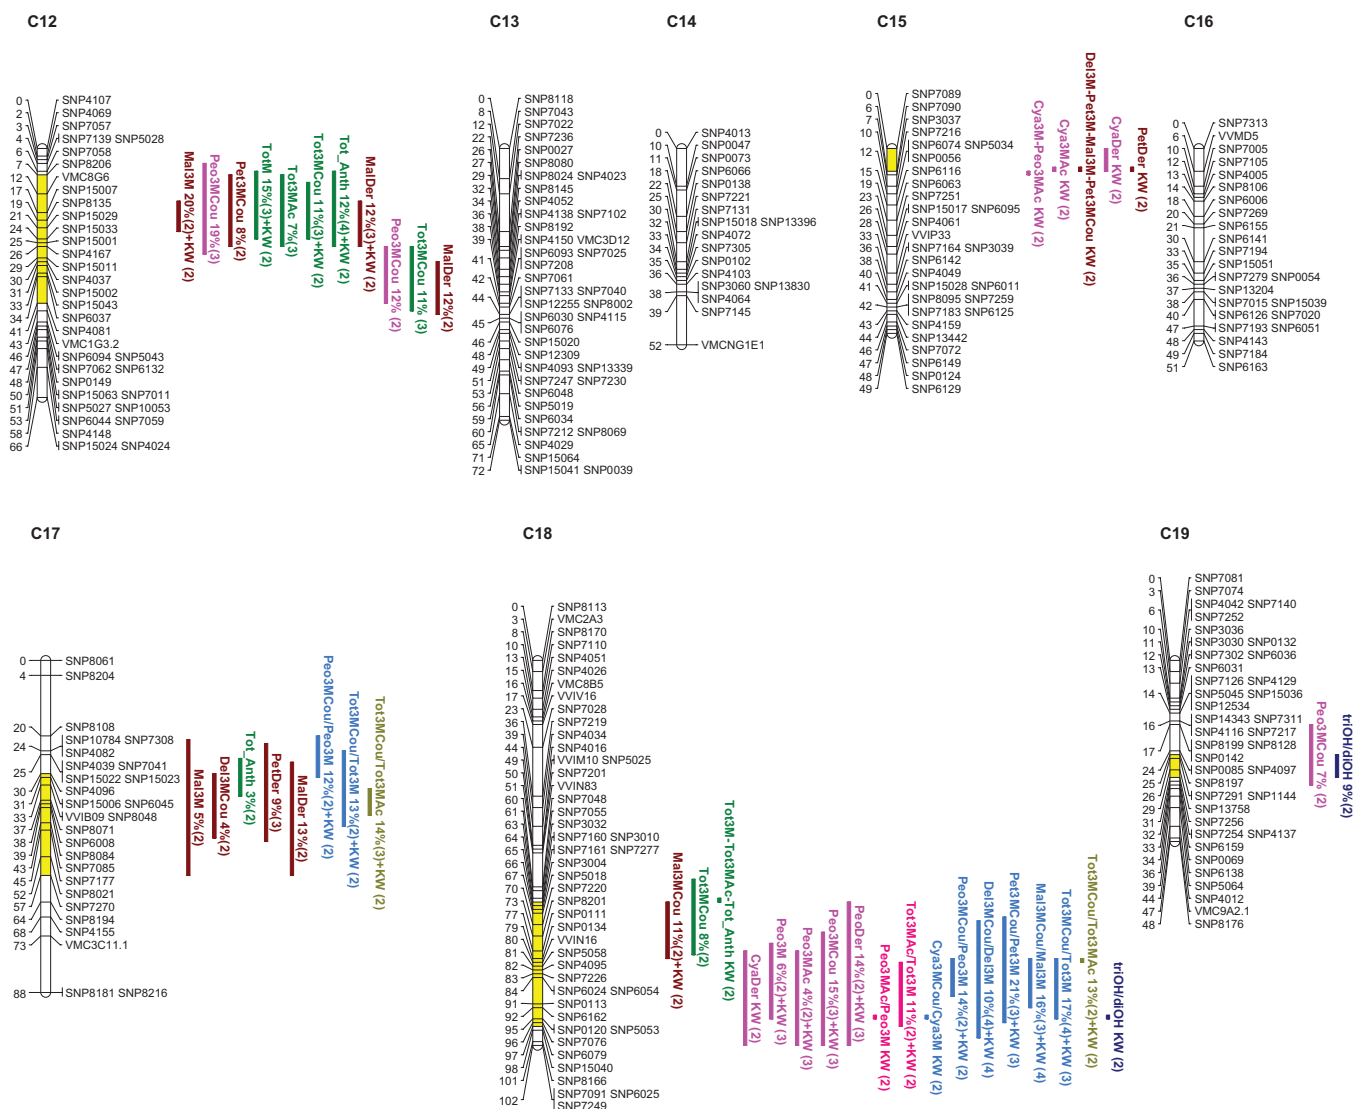 C12
0 SNP4107
2 SNP4069
3 SNP7057
4 SNP7139 SNP5028
6 SNP7058
7 SNP8206
12 VMC8G6
17 SNP15007
19 SNP8135
21 SNP15029
24 SNP15033
25 SNP15001
26 SNP4167
29 SNP15011
30 SNP4037
31 SNP15002
33 SNP15043
34 SNP6037
41 SNP4081
43 VMC1G3.2
46 SNP6094 SNP5043
47 SNP7062 SNP6132
48 SNP0149
50 SNP15063 SNP7011
51 SNP5027 SNP10053
53 SNP6044 SNP7059
58 SNP4148
66 SNP15024 SNP4024
Mal3M 20%(2)+KW (2)
Peo3MCou 19%(3)
Pet3MCou 8%(2)
TotM 15%(3)+KW (2)
Tot3MAc 7%(3)
Tot3MCou 11%(3)+KW (2)
Tot_Anth 12%(4)+KW (2)
MalDer 12%(3)+KW (2)
Peo3MCou 12% (2)
Tot3MCou 11% (3)
MalDer 12%(2)
C13
0 SNP8118
8 SNP7043
12 SNP7022
22 SNP7236
26 SNP0027
27 SNP8080
29 SNP8024 SNP4023
32 SNP8145
34 SNP4052
36 SNP4138 SNP7102
38 SNP8192
39 SNP4150 VMC3D12
SNP6093 SNP7025
41 SNP7208
42 SNP7061
SNP7133 SNP7040
44 SNP12255 SNP8002
SNP6030 SNP4115
45 SNP6076
46 SNP15020
48 SNP12309
49 SNP4093 SNP13339
51 SNP7247 SNP7230
53 SNP6048
56 SNP5019
59 SNP6034
60 SNP7212 SNP8069
65 SNP4029
71 SNP15064
72 SNP15041 SNP0039
C14
0 SNP4013
10 SNP0047
11 SNP0073
18 SNP6066
22 SNP0138
25 SNP7221
30 SNP7131
32 SNP15018 SNP13396
33 SNP4072
34 SNP7305
35 SNP0102
36 SNP4103
SNP3060 SNP13830
38 SNP4064
39 SNP7145
52 VMCNG1E1
C15
0 SNP7089
6 SNP7090
7 SNP3037
10 SNP7216
SNP6074 SNP5034
12 SNP0056
15 SNP6116
19 SNP6063
23 SNP7251
26 SNP15017 SNP6095
28 SNP4061
33 VVIP33
36 SNP7164 SNP3039
38 SNP6142
40 SNP4049
41 SNP15028 SNP6011
SNP8095 SNP7259
42 SNP7183 SNP6125
43 SNP4159
44 SNP13442
46 SNP7072
47 SNP6149
48 SNP0124
49 SNP6129
Cya3M-Peo3MAc KW (2)
Cya3MAc KW (2)
Del3M-Pet3M-Mal3M-Pet3MCou KW (2)
CyaDer KW (2)
PetDer KW (2)
C16
0 SNP7313
6 VVMD5
9 SNP7005
12 SNP7105
13 SNP4005
14 SNP8106
18 SNP6006
20 SNP7269
21 SNP6155
30 SNP6141
33 SNP7194
35 SNP15051
36 SNP7279 SNP0054
37 SNP13204
38 SNP7015 SNP15039
40 SNP6126 SNP7020
47 SNP7193 SNP6051
48 SNP4143
49 SNP7184
51 SNP6163
C17
0 SNP8061
4 SNP8204
20 SNP8108
SNP10784 SNP7308
24 SNP4082
SNP4039 SNP7041
25 SNP15022 SNP15023
30 SNP4096
31 SNP15006 SNP6045
33 VVIB09 SNP8048
37 SNP8071
38 SNP6008
39 SNP8084
43 SNP7085
45 SNP7177
52 SNP8021
57 SNP7270
64 SNP8194
68 SNP4155
73 VMC3C11.1
88 SNP8181 SNP8216
Mal3M 5%(2)
Del3MCou 4%(2)
Tot_Anth 3%(2)
PetDer 9%(3)
MalDer 13%(2)
Peo3MCou/Peo3M 12%(2)+KW (2)
Tot3MCou/Tot3M 13%(2)+KW (2)
Tot3MCou/Tot3MAc 14%(3)+KW (2)
C18
0 SNP8113
3 VMC2A3
8 SNP8170
10 SNP7110
13 SNP4051
15 SNP4026
16 VMC8B5
17 VVIV16
23 SNP7028
36 SNP7219
39 SNP4034
44 SNP4016
49 VVIM10 SNP5025
50 SNP7201
51 VVIN83
60 SNP7048
61 SNP7055
63 SNP3032
64 SNP7160 SNP3010
65 SNP7161 SNP7277
66 SNP3004
67 SNP5018
70 SNP7220
73 SNP8201
77 SNP0111
79 SNP0134
80 VVIN16
81 SNP5058
82 SNP4095
83 SNP7226
84 SNP6024 SNP6054
91 SNP0113
92 SNP6162
95 SNP0120 SNP5053
96 SNP7076
97 SNP6079
98 SNP15040
101 SNP8166
SNP7091 SNP6025
102 SNP7249
Mal3MCou 11%(2)+KW (2)
Tot3MCou 8%(2)
Tot3M-Tot3MAc-Tot_Anth KW (2)
CyaDer KW (2)
Peo3M 6%(2)+KW (3)
Peo3MAc 4%(2)+KW (3)
Peo3MCou 15%(3)+KW (3)
PeoDer 14%(2)+KW (3)
Peo3MAc/Peo3M KW (2)
Tot3MAc/Tot3M 11%(2)+KW (2)
Cya3MCou/Cya3M KW (2)
Peo3MCou/Peo3M 14%(2)+KW (2)
Del3MCou/Del3M 10%(4)+KW (4)
Pet3MCou/Pet3M 21%(3)+KW (3)
Mal3MCou/Mal3M 16%(3)+KW (4)
Tot3MCou/Tot3M 17%(4)+KW (3)
Tot3MCou/Tot3MAc 13%(2)+KW (2)
triOH/diOH KW (2)
C19
0 SNP7081
3 SNP7074
SNP4042 SNP7140
6 SNP7252
10 SNP3036
11 SNP3030 SNP0132
12 SNP7302 SNP6036
13 SNP6031
SNP7126 SNP4129
14 SNP5045 SNP15036
SNP12534
16 SNP14343 SNP7311
SNP4116 SNP7217
17 SNP8199 SNP8128
SNP0142
24 SNP0085 SNP4097
25 SNP8197
26 SNP7291 SNP1144
29 SNP13758
31 SNP7256
32 SNP7254 SNP4137
33 SNP6159
34 SNP0069
36 SNP6138
39 SNP5064
44 SNP4012
47 VMC9A2.1
48 SNP8176
Peo3MCou 7% (2)
triOH/diOH 9%(2)